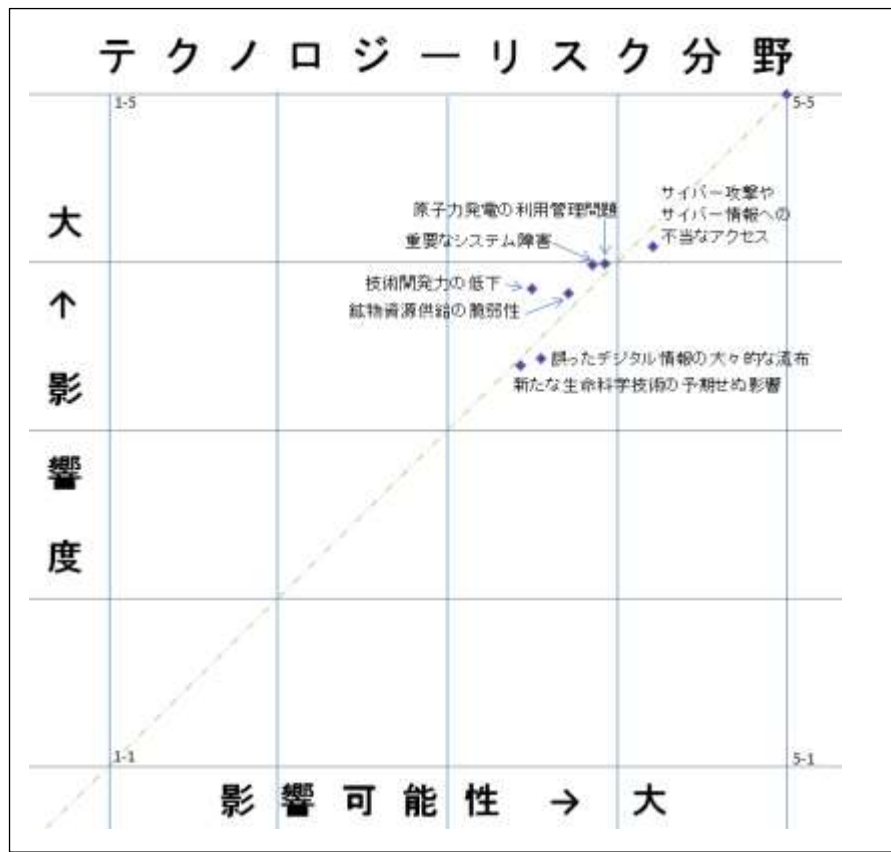 テクノロジーリスク分野
1-5
5-5
サイバー攻撃や
サイバー情報への
不当なアクセス
原子力発電の利用管理問題
重要なシステム障害
技術開発力の低下
鉱物資源供給の脆弱性
誤ったデジタル情報の大々的な流布
新たな生命科学技術の予期せぬ影響
大↑影響度
1-1
5-1
影響可能性→大